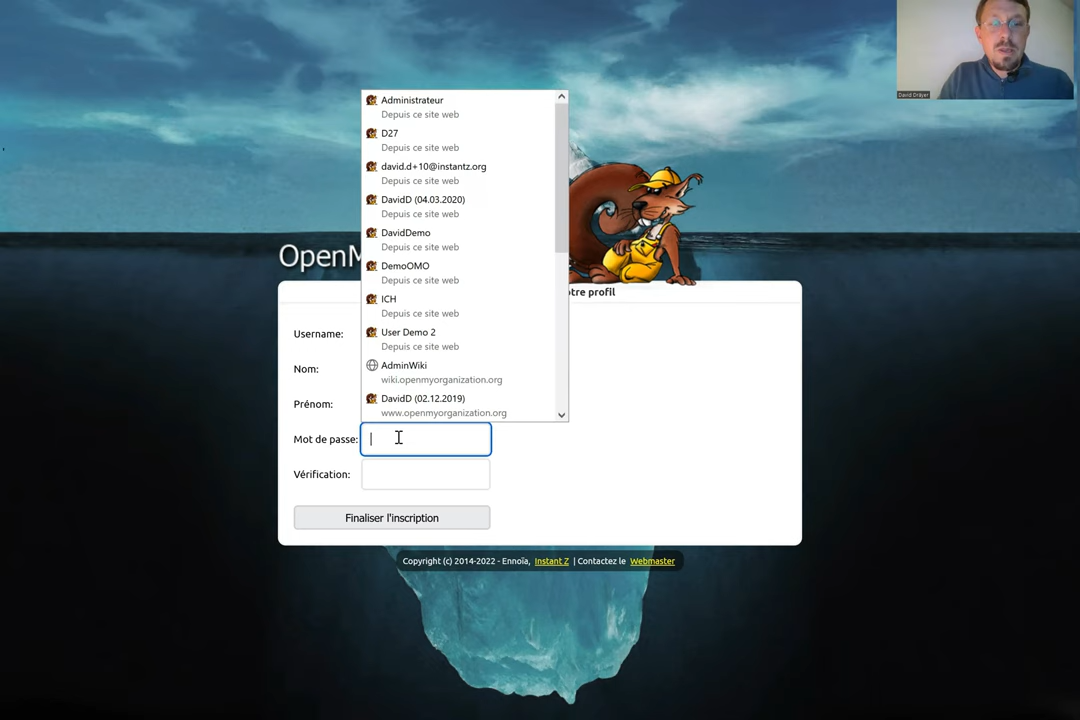 David Dräyer
Administrateur
Depuis ce site web
D27
Depuis ce site web
david.d+10@instantz.org
Depuis ce site web
DavidD (04.03.2020)
Depuis ce site web
DavidDemo
Depuis ce site web
DemoOMO
Depuis ce site web
ICH
Depuis ce site web
User Demo 2
Depuis ce site web
AdminWiki
wiki.openmyorganization.org
DavidD (02.12.2019)
www.openmyorganization.org
OpenM
otre profil
Username:
Nom:
Prénom:
Mot de passe:
Vérification:
Finaliser l'inscription
Copyright (c) 2014-2022 - Ennoïa, Instant Z | Contactez le Webmaster